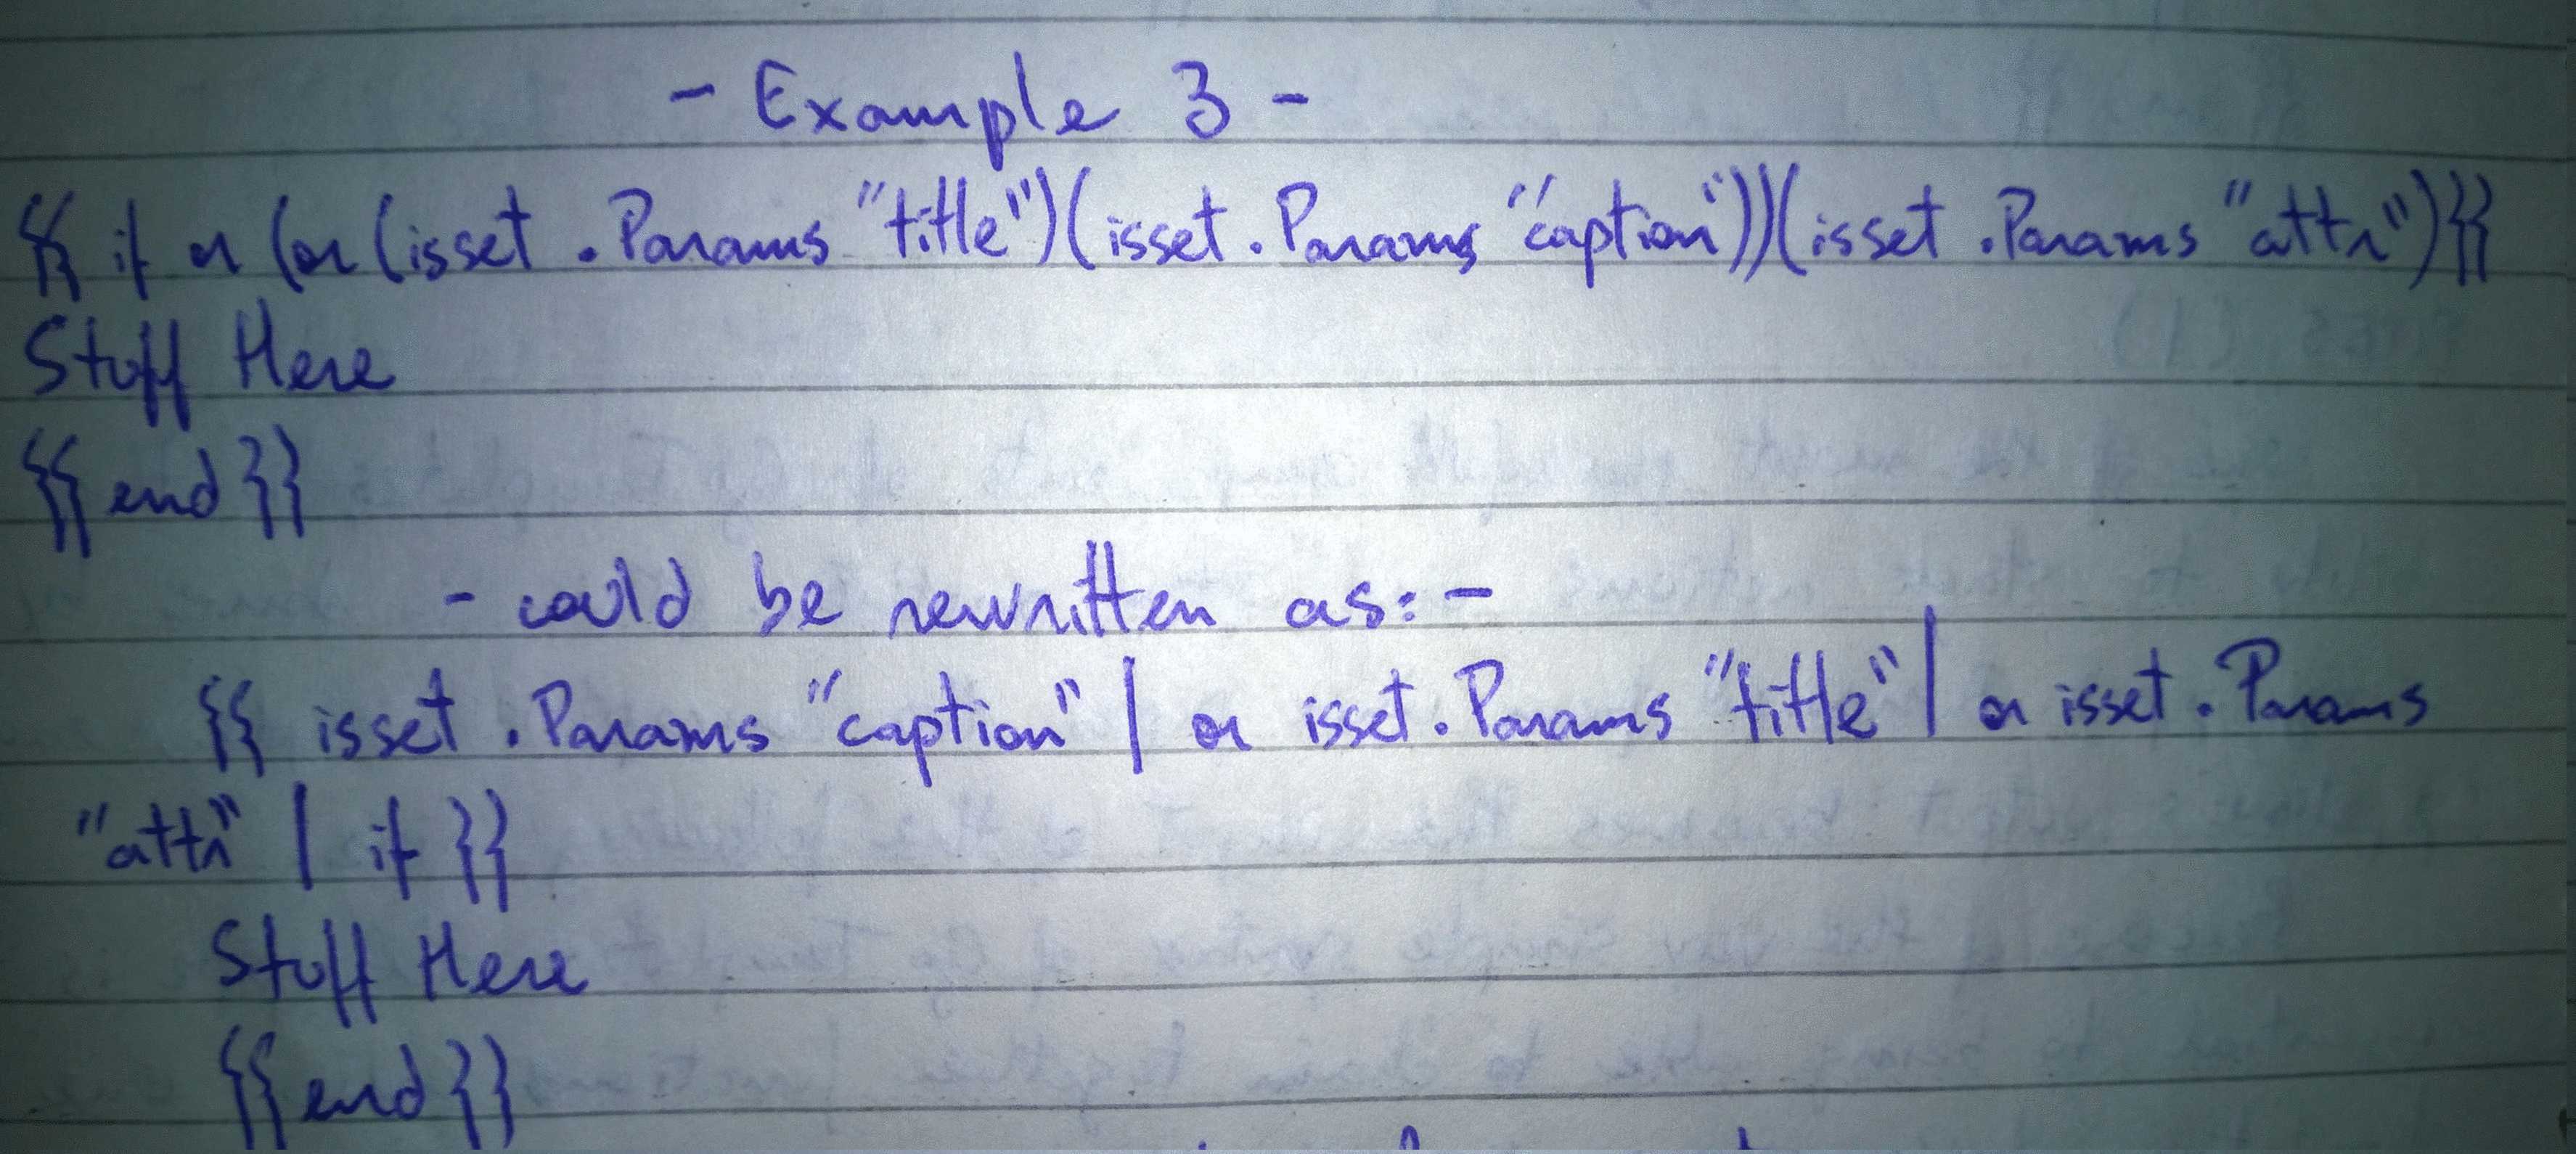 - Example 3 -
{{ if or (or (isset .Params "title")(isset .Params "caption"))(isset .Params "attr")}}
Stuff Here
{{ end }}
- could be rewritten as: -
{{ isset .Params "caption" | or isset .Params "title" | or isset .Params
"attr" | if }}
Stuff Here
{{ end }}